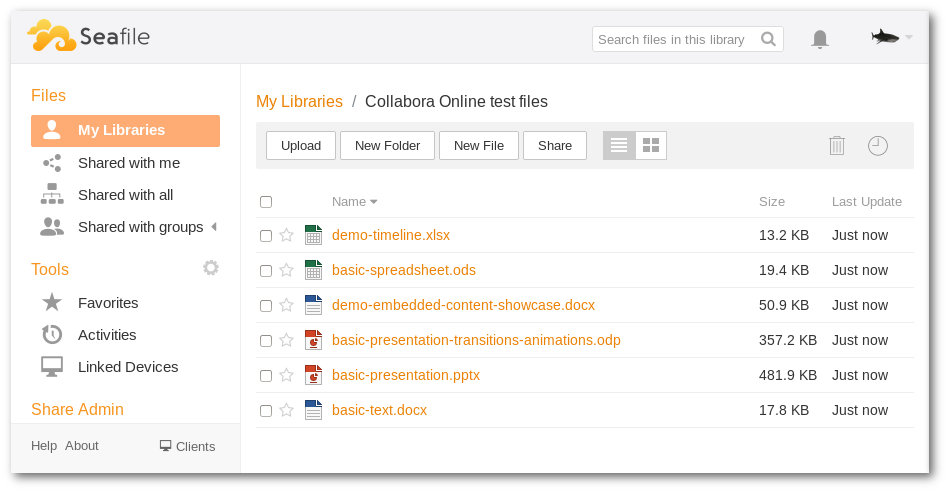 Seafile
Search files in this library
Files
My Libraries
Shared with me
Shared with all
Shared with groups
Tools
Favorites
Activities
Linked Devices
Share Admin
Help About Clients
My Libraries / Collabora Online test files
Upload New Folder New File Share
Name Size Last Update
demo-timeline.xlsx 13.2 KB Just now
basic-spreadsheet.ods 19.4 KB Just now
demo-embedded-content-showcase.docx 50.9 KB Just now
basic-presentation-transitions-animations.odp 357.2 KB Just now
basic-presentation.pptx 481.9 KB Just now
basic-text.docx 17.8 KB Just now